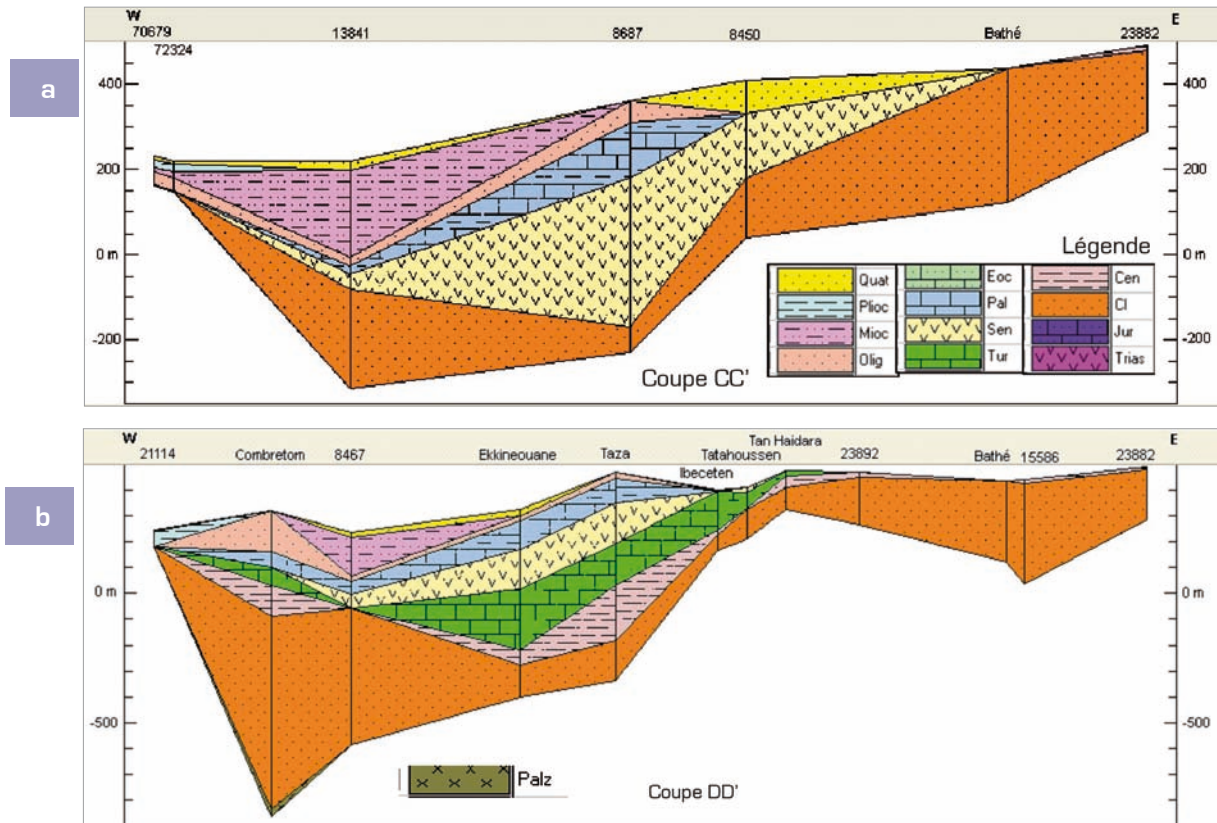 a
W E
70679 13841 8687 8450 Bathé 23882
72324
400 400
200 200
0 m 0 m
-200 -200
Légende
Quat Eoc Cen
Plioc Pal CI
Mioc Sen Jur
Olig Tur Trias
Coupe CC'
b
W Tan Haidara E
21114 Combretom 8467 Ekkineouane Taza Tatahoussen 23892 Bathé 15586 23882
Ibeceten
0 m 0 m
-500 -500
Palz
Coupe DD'